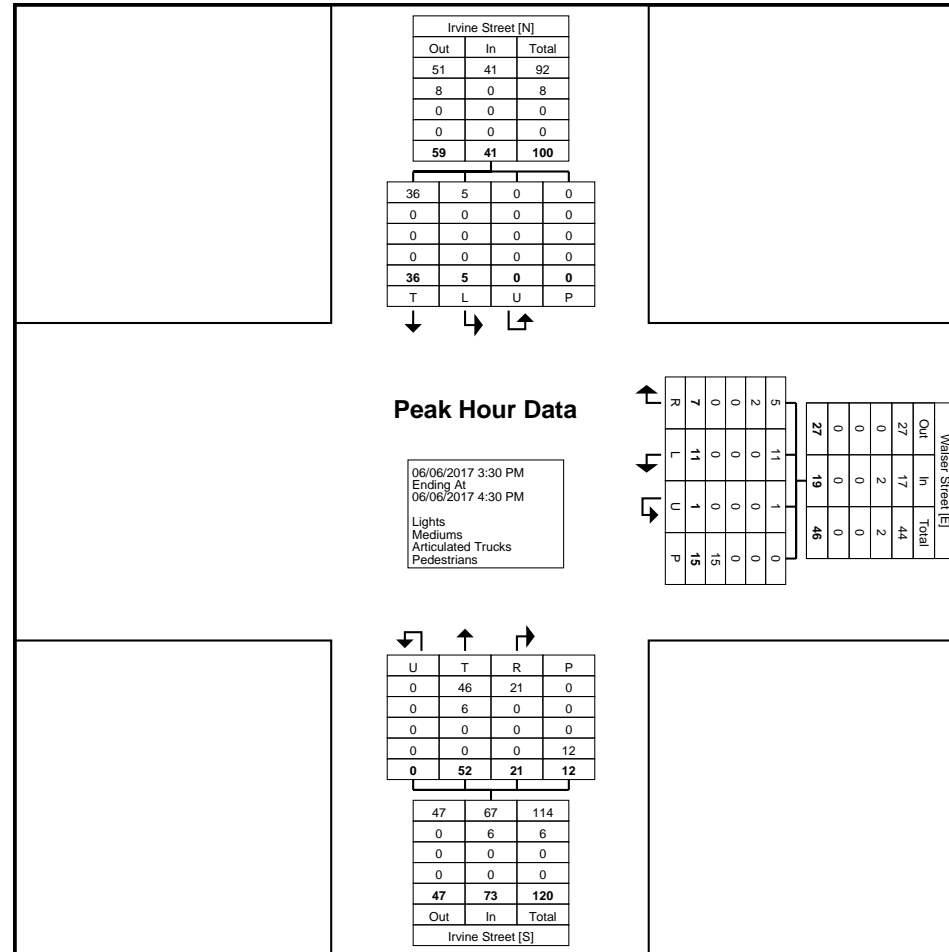 Irvine Street [N]
Out In Total
51 41 92
8 0 8
0 0 0
0 0 0
59 41 100
36 5 0 0
0 0 0 0
0 0 0 0
0 0 0 0
36 5 0 0
T L U P
Peak Hour Data
06/06/2017 3:30 PM
Ending At
06/06/2017 4:30 PM
Lights
Mediums
Articulated Trucks
Pedestrians
Walser Street [E]
Out In Total
27 17 44
0 2 2
0 0 0
0 0 0
27 19 46
5 11 1 0
2 0 0 0
0 0 0 0
0 0 0 15
7 11 1 15
R L U P
U T R P
0 46 21 0
0 6 0 0
0 0 0 0
0 0 0 12
0 52 21 12
47 67 114
0 6 6
0 0 0
0 0 0
47 73 120
Out In Total
Irvine Street [S]